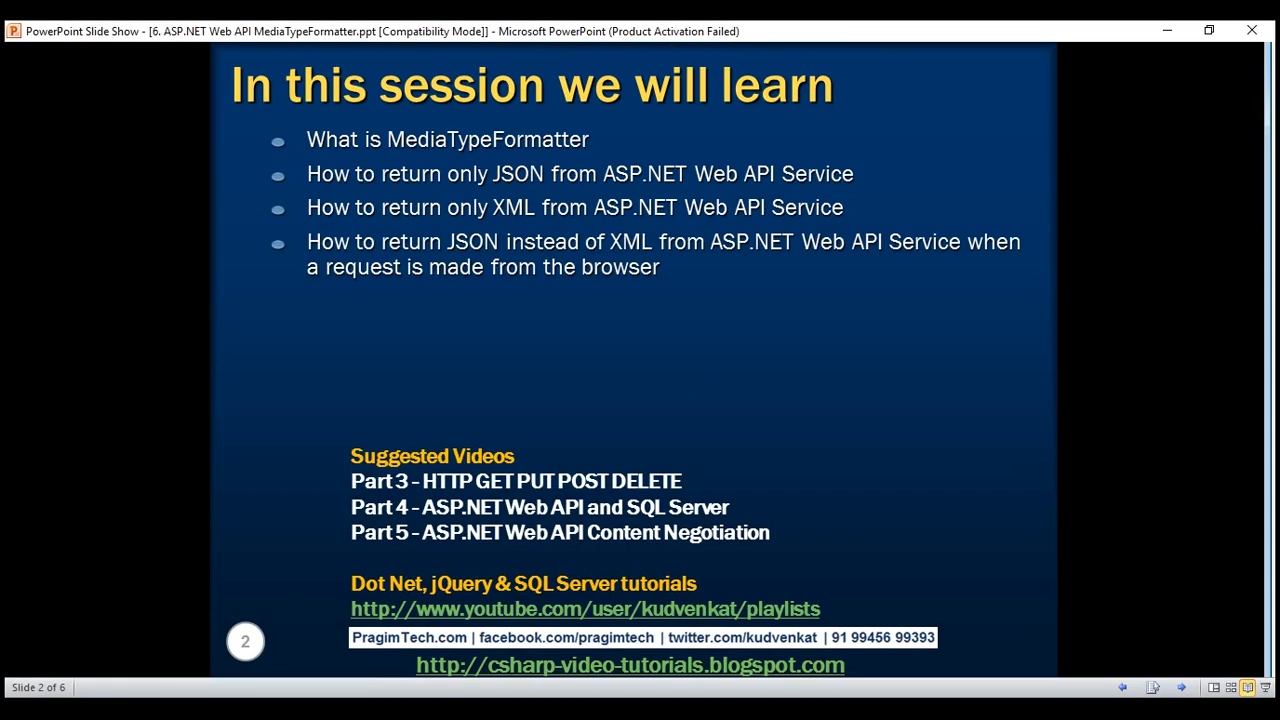 PowerPoint Slide Show - [6. ASP.NET Web API MediaTypeFormatter.ppt [Compatibility Mode]] - Microsoft PowerPoint (Product Activation Failed)
In this session we will learn
What is MediaTypeFormatter
How to return only JSON from ASP.NET Web API Service
How to return only XML from ASP.NET Web API Service
How to return JSON instead of XML from ASP.NET Web API Service when
a request is made from the browser
Suggested Videos
Part 3 - HTTP GET PUT POST DELETE
Part 4 - ASP.NET Web API and SQL Server
Part 5 - ASP.NET Web API Content Negotiation
Dot Net, jQuery & SQL Server tutorials
http://www.youtube.com/user/kudvenkat/playlists
2
PragimTech.com | facebook.com/pragimtech | twitter.com/kudvenkat | 91 99456 99393
http://csharp-video-tutorials.blogspot.com
Slide 2 of 6